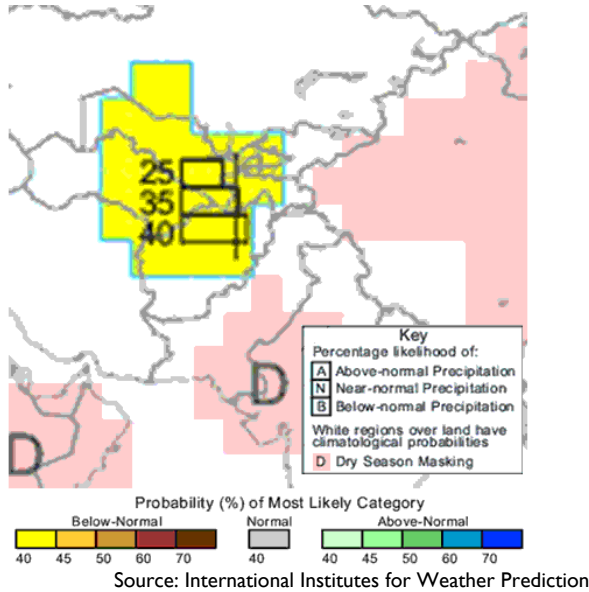 25
35
40
D
D
Key
Percentage likelihood of:
A Above-normal Precipitation
N Near-normal Precipitation
B Below-normal Precipitation
White regions over land have
climatological probabilities
D Dry Season Masking
Probability (%) of Most Likely Category
Below-Normal Normal Above-Normal
40 45 50 60 70 40 40 45 50 60 70
Source: International Institutes for Weather Prediction